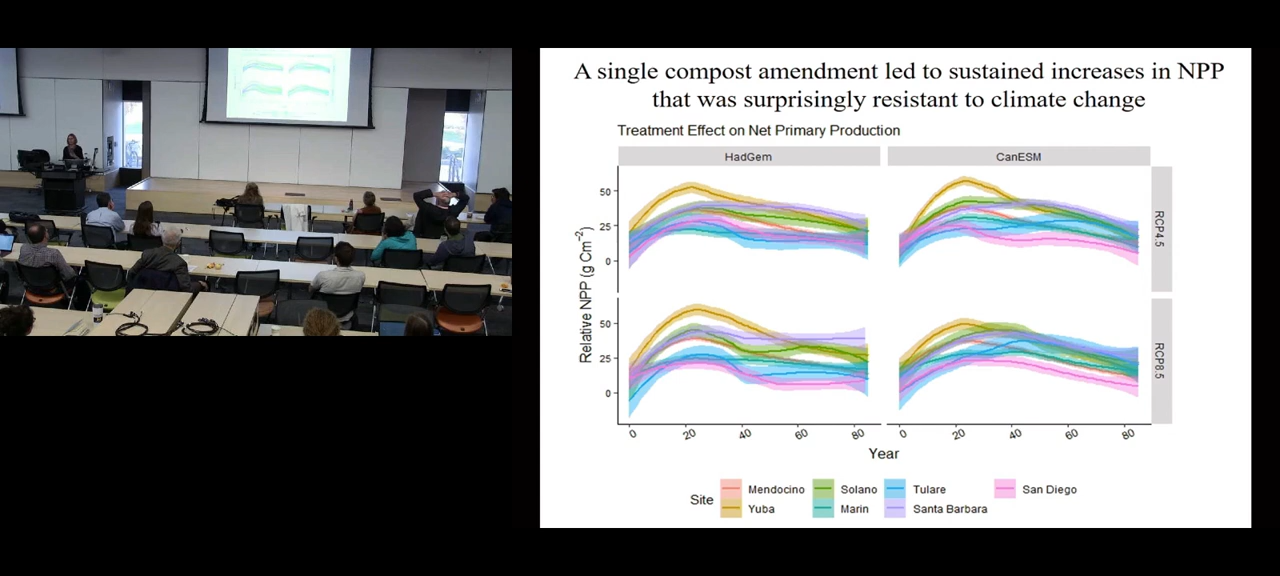 A single compost amendment led to sustained increases in NPP
that was surprisingly resistant to climate change
Treatment Effect on Net Primary Production
HadGem
CanESM
Relative NPP (g Cm⁻²)
50
25
0
RCP4.5
50
25
0
RCP8.5
0
20
40
60
80
0
20
40
60
80
Year
Site
Mendocino
Solano
Tulare
San Diego
Yuba
Marin
Santa Barbara